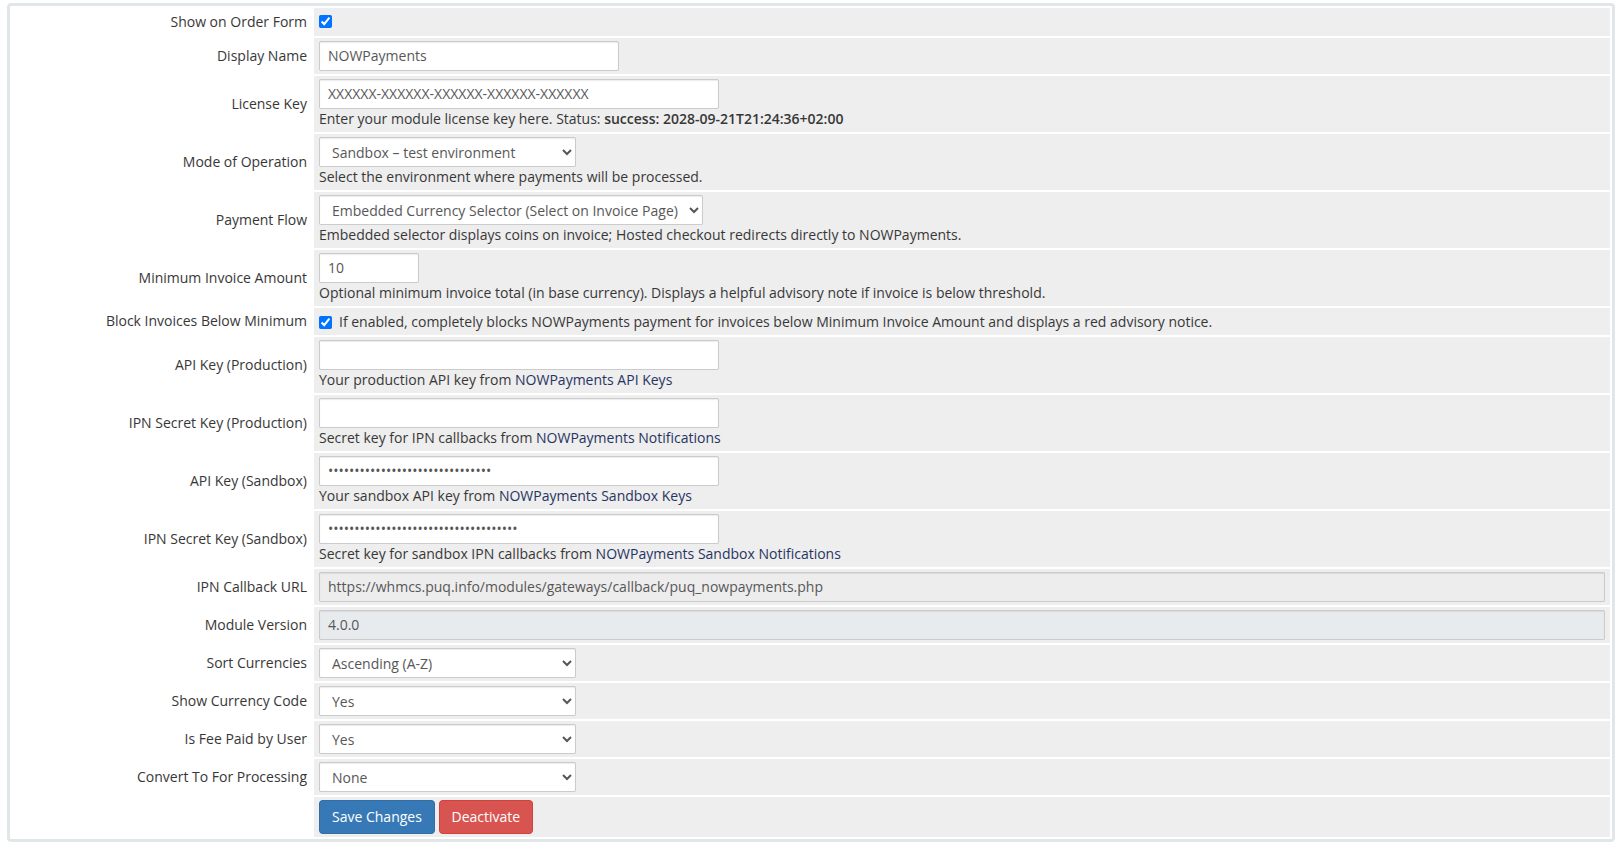 Show on Order Form
Display Name
NOWPayments
License Key
XXXXXX-XXXXXX-XXXXXX-XXXXXX-XXXXXX
Enter your module license key here. Status: success: 2028-09-21T21:24:36+02:00
Mode of Operation
Sandbox – test environment
Select the environment where payments will be processed.
Payment Flow
Embedded Currency Selector (Select on Invoice Page)
Embedded selector displays coins on invoice; Hosted checkout redirects directly to NOWPayments.
Minimum Invoice Amount
10
Optional minimum invoice total (in base currency). Displays a helpful advisory note if invoice is below threshold.
Block Invoices Below Minimum
If enabled, completely blocks NOWPayments payment for invoices below Minimum Invoice Amount and displays a red advisory notice.
API Key (Production)
Your production API key from NOWPayments API Keys
IPN Secret Key (Production)
Secret key for IPN callbacks from NOWPayments Notifications
API Key (Sandbox)
Your sandbox API key from NOWPayments Sandbox Keys
IPN Secret Key (Sandbox)
Secret key for sandbox IPN callbacks from NOWPayments Sandbox Notifications
IPN Callback URL
https://whmcs.puq.info/modules/gateways/callback/puq_nowpayments.php
Module Version
4.0.0
Sort Currencies
Ascending (A-Z)
Show Currency Code
Yes
Is Fee Paid by User
Yes
Convert To For Processing
None
Save Changes
Deactivate